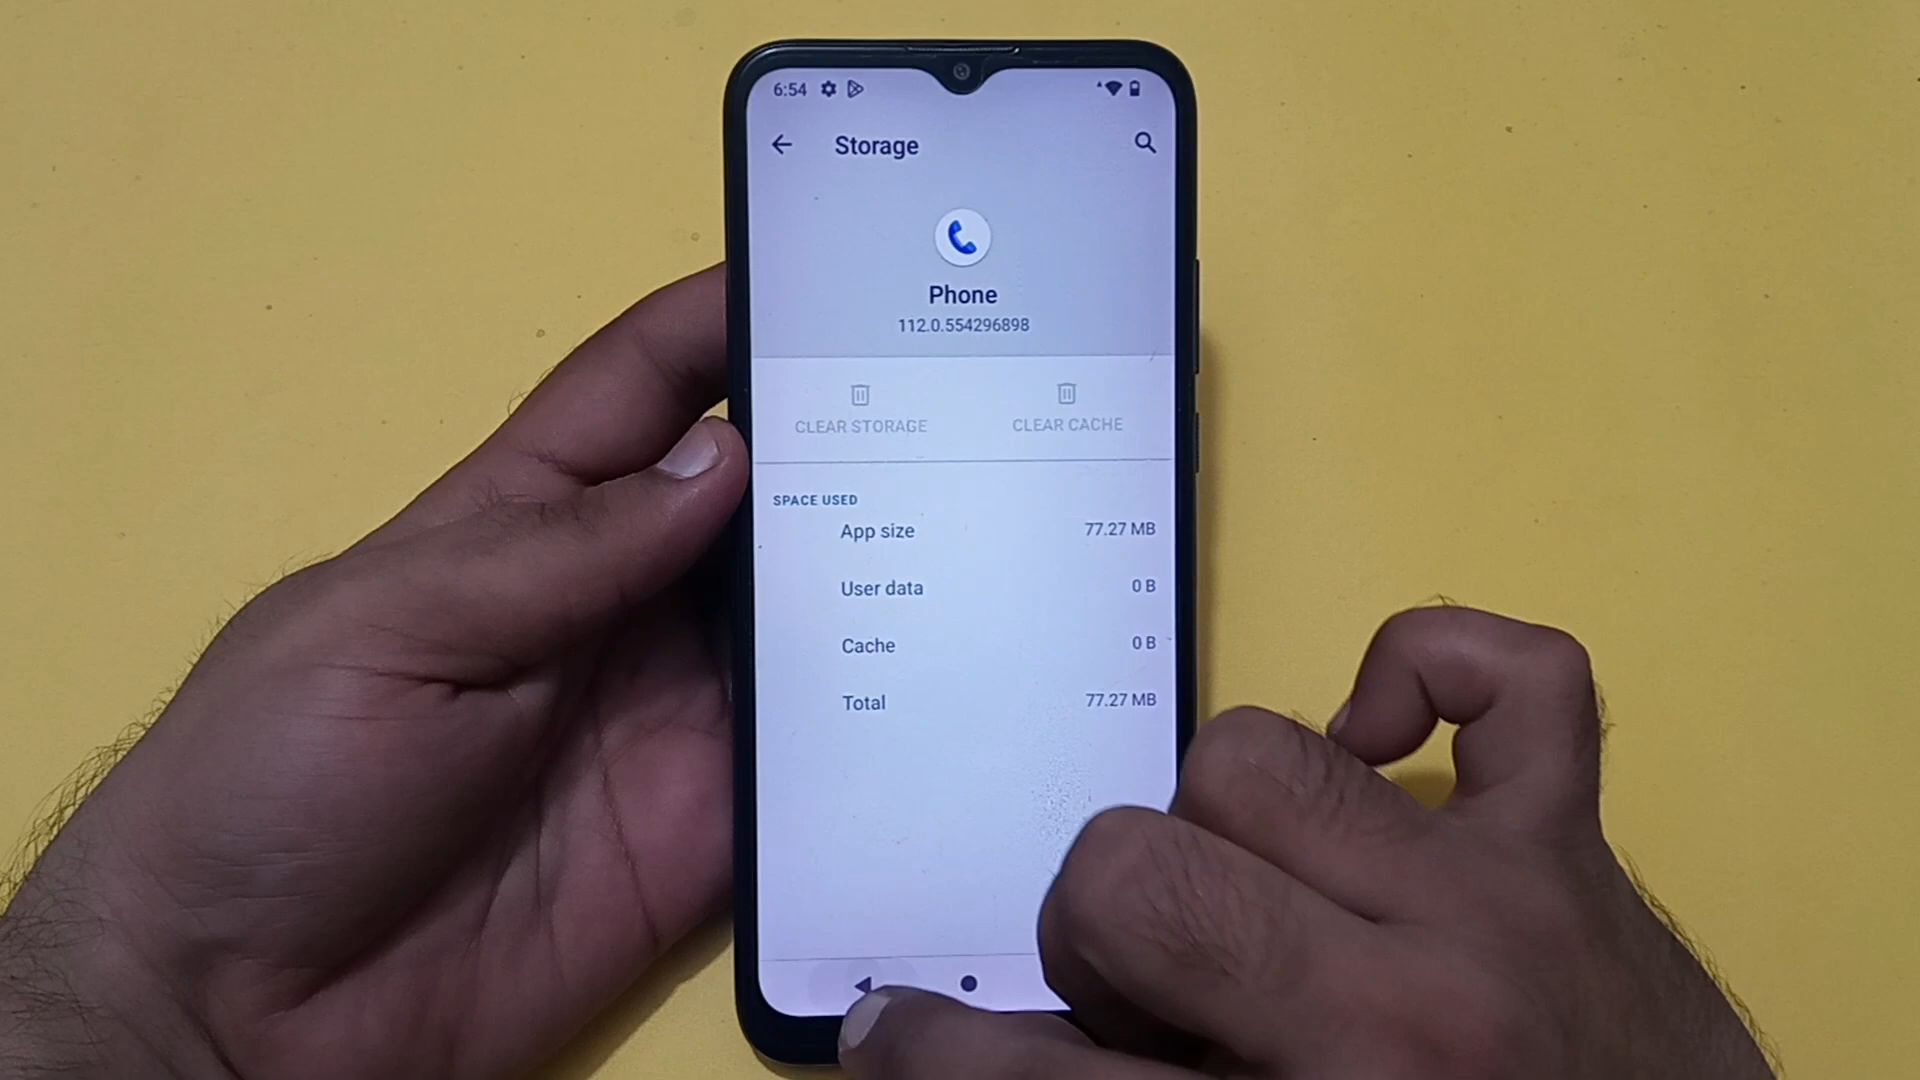 6:54
Storage
Phone
112.0.554296898
CLEAR STORAGE
CLEAR CACHE
SPACE USED
App size 77.27 MB
User data 0 B
Cache 0 B
Total 77.27 MB